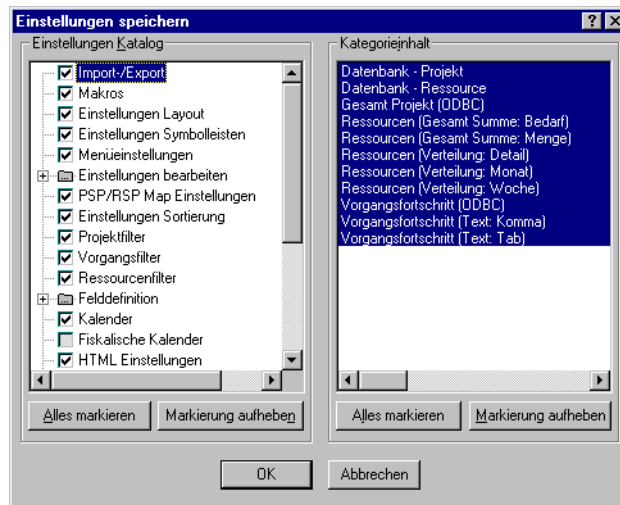 Einstellungen speichern
Einstellungen Katalog
Import-/Export
Makros
Einstellungen Layout
Einstellungen Symbolleisten
Menüeinstellungen
Einstellungen bearbeiten
PSP/RSP Map Einstellungen
Einstellungen Sortierung
Projektfilter
Vorgangsfilter
Ressourcenfilter
Felddefinition
Kalender
Fiskalische Kalender
HTML Einstellungen
Alles markieren
Markierung aufheben
Kategorieinhalt
Datenbank - Projekt
Datenbank - Ressource
Gesamt Projekt (ODBC)
Ressourcen (Gesamt Summe: Bedarf)
Ressourcen (Gesamt Summe: Menge)
Ressourcen (Verteilung: Detail)
Ressourcen (Verteilung: Monat)
Ressourcen (Verteilung: Woche)
Vorgangsfortschritt (ODBC)
Vorgangsfortschritt (Text: Komma)
Vorgangsfortschritt (Text: Tab)
Alles markieren
Markierung aufheben
OK
Abbrechen